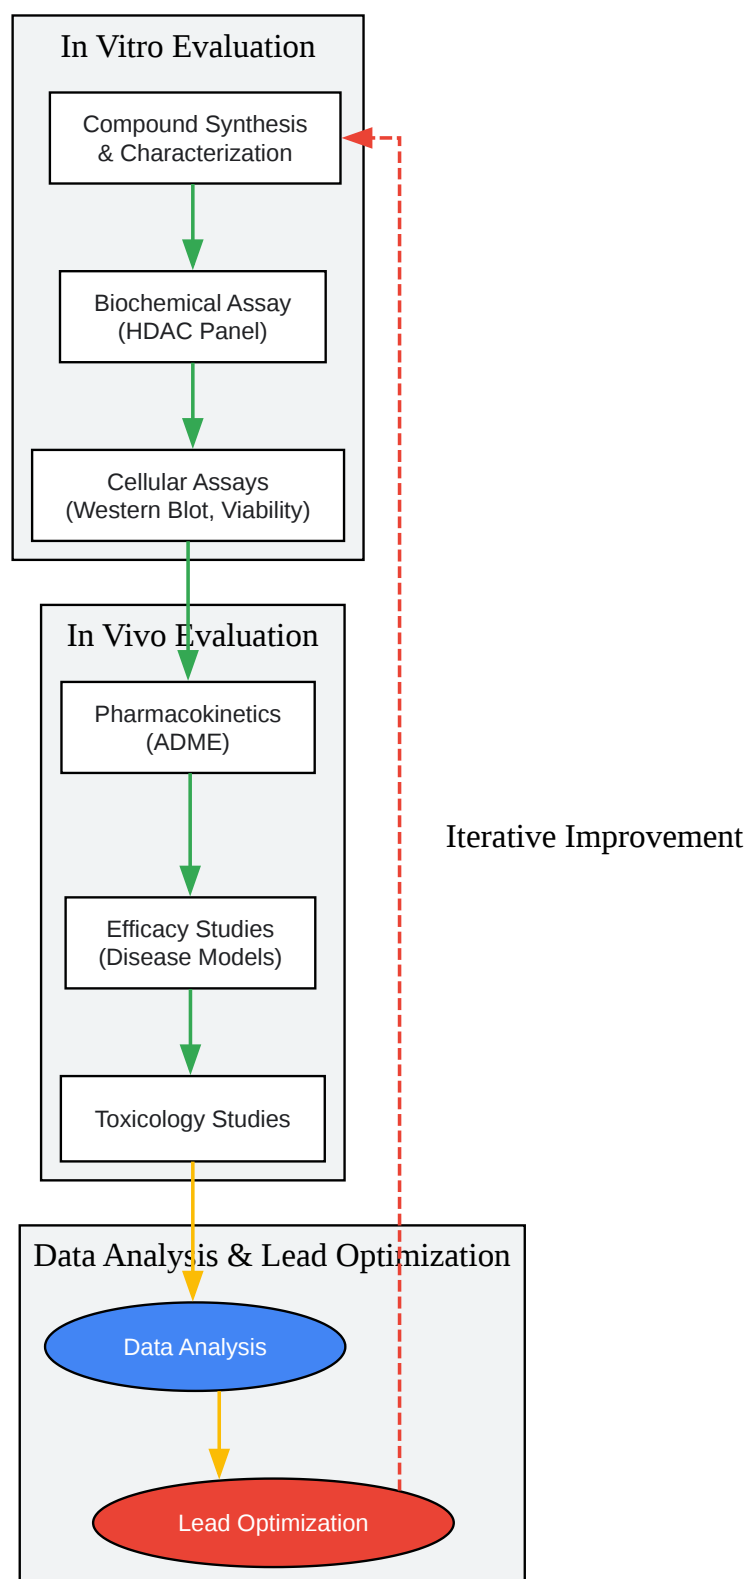 In Vitro Evaluation
Compound Synthesis
& Characterization
Biochemical Assay
(HDAC Panel)
Cellular Assays
(Western Blot, Viability)
In Vivo Evaluation
Pharmacokinetics
(ADME)
Iterative Improvement
Efficacy Studies
(Disease Models)
Toxicology Studies
Data Analysis & Lead Optimization
Data Analysis
Lead Optimization